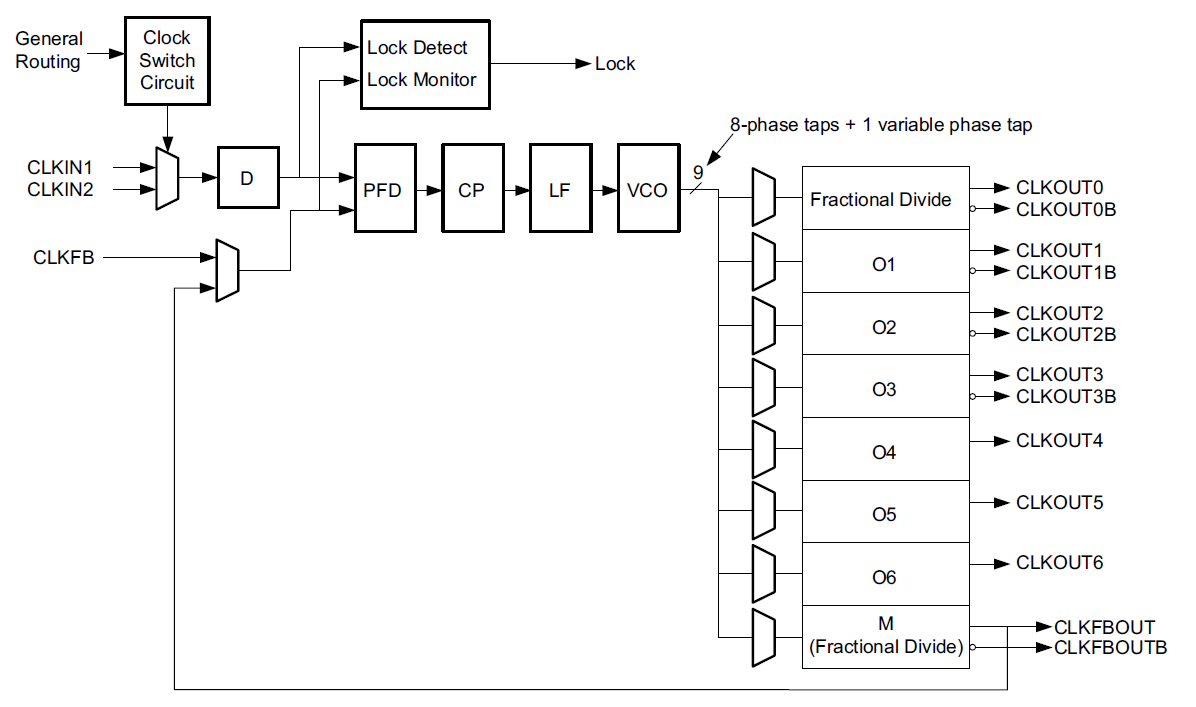 General
Routing
Clock
Switch
Circuit
Lock Detect
Lock Monitor
Lock
8-phase taps + 1 variable phase tap
CLKIN1
CLKIN2
D
PFD
CP
LF
VCO
9
CLKFB
Fractional Divide
CLKOUT0
CLKOUT0B
O1
CLKOUT1
CLKOUT1B
O2
CLKOUT2
CLKOUT2B
O3
CLKOUT3
CLKOUT3B
O4
CLKOUT4
O5
CLKOUT5
O6
CLKOUT6
M
(Fractional Divide)
CLKFBOUT
CLKFBOUTB